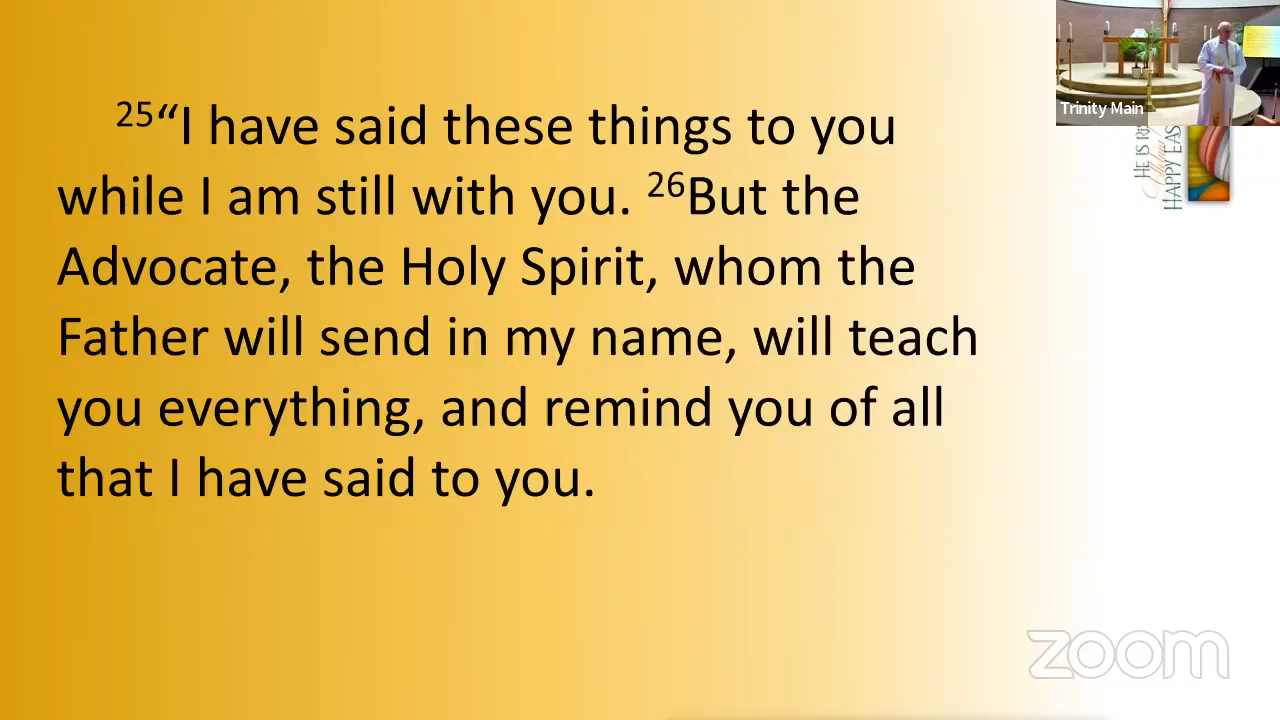 25“I have said these things to you
while I am still with you. 26But the
Advocate, the Holy Spirit, whom the
Father will send in my name, will teach
you everything, and remind you of all
that I have said to you.
Trinity Main
HE IS
HAPPY
zoom